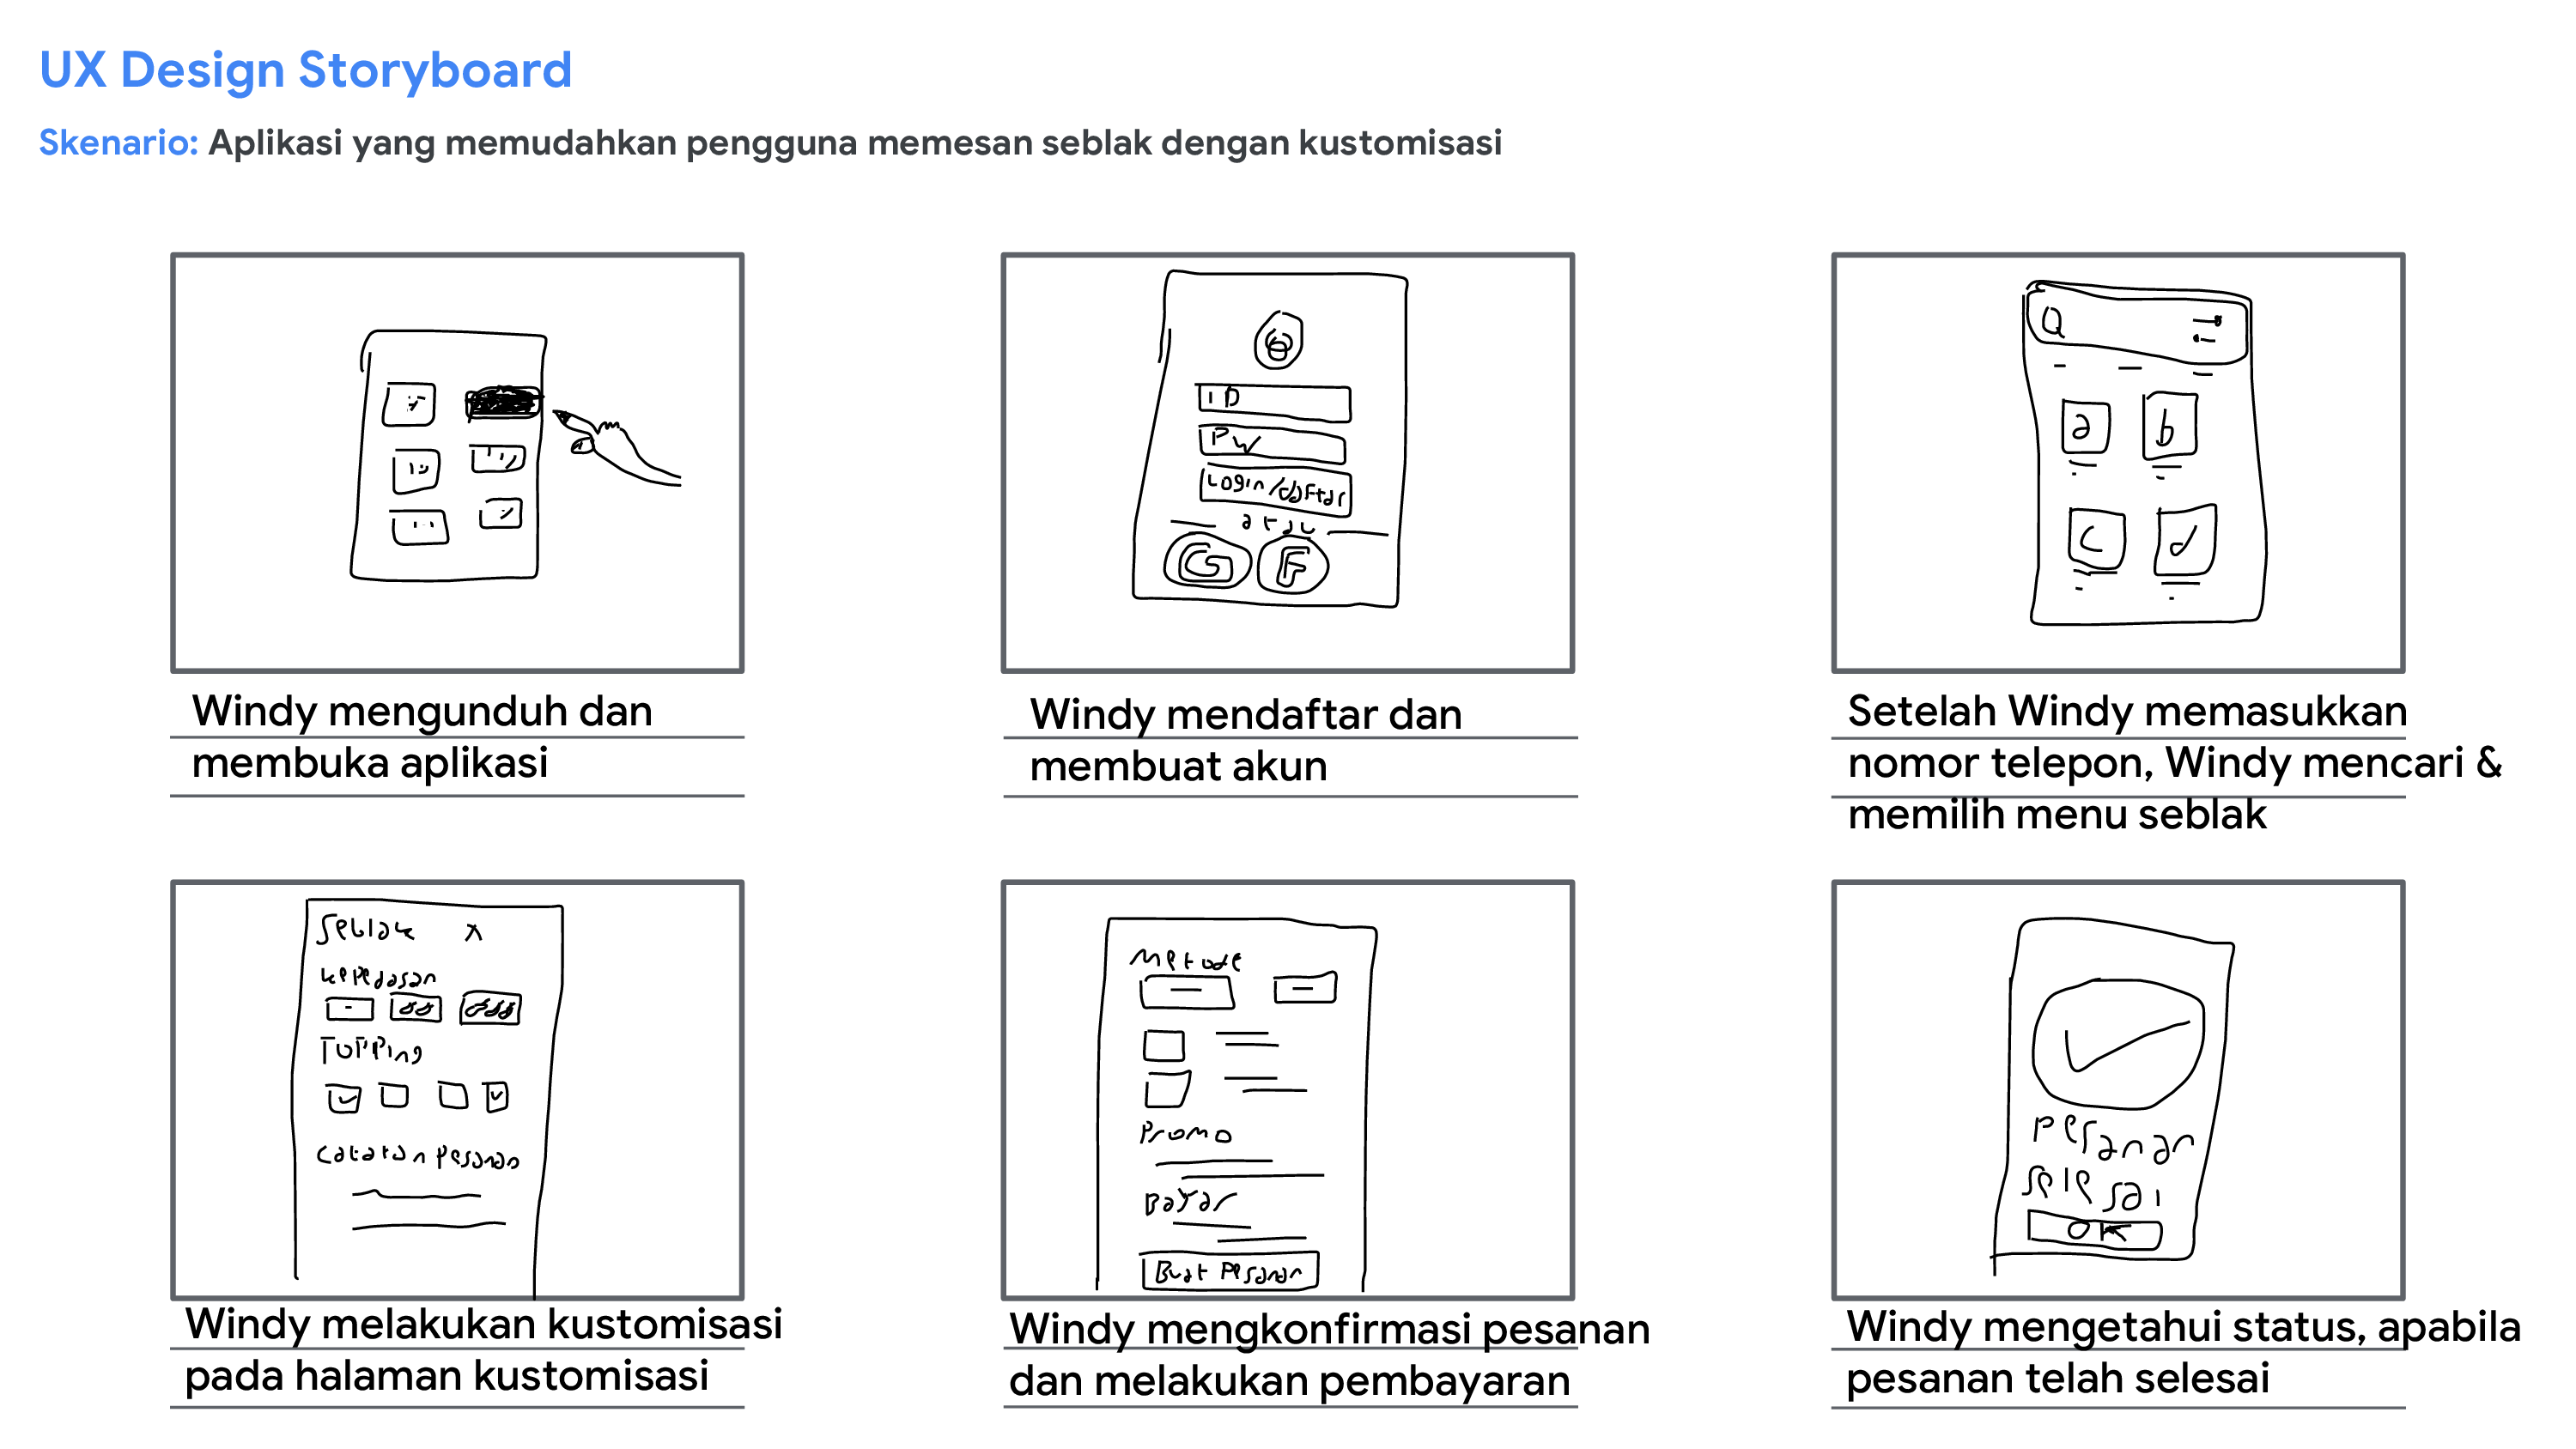 UX Design Storyboard
Skenario: Aplikasi yang memudahkan pengguna memesan seblak dengan kustomisasi
Windy mengunduh dan
membuka aplikasi
ID
PW
Login/daftar
atau
G F
Windy mendaftar dan
membuat akun
a b
c d
Setelah Windy memasukkan
nomor telepon, Windy mencari &
memilih menu seblak
Seblak X
kepedasan
Topping
Catatan Pesanan
Windy melakukan kustomisasi
pada halaman kustomisasi
Metode
Promo
Bayar
Buat Pesanan
Windy mengkonfirmasi pesanan
dan melakukan pembayaran
Pesanan
Selesai
OK
Windy mengetahui status, apabila
pesanan telah selesai